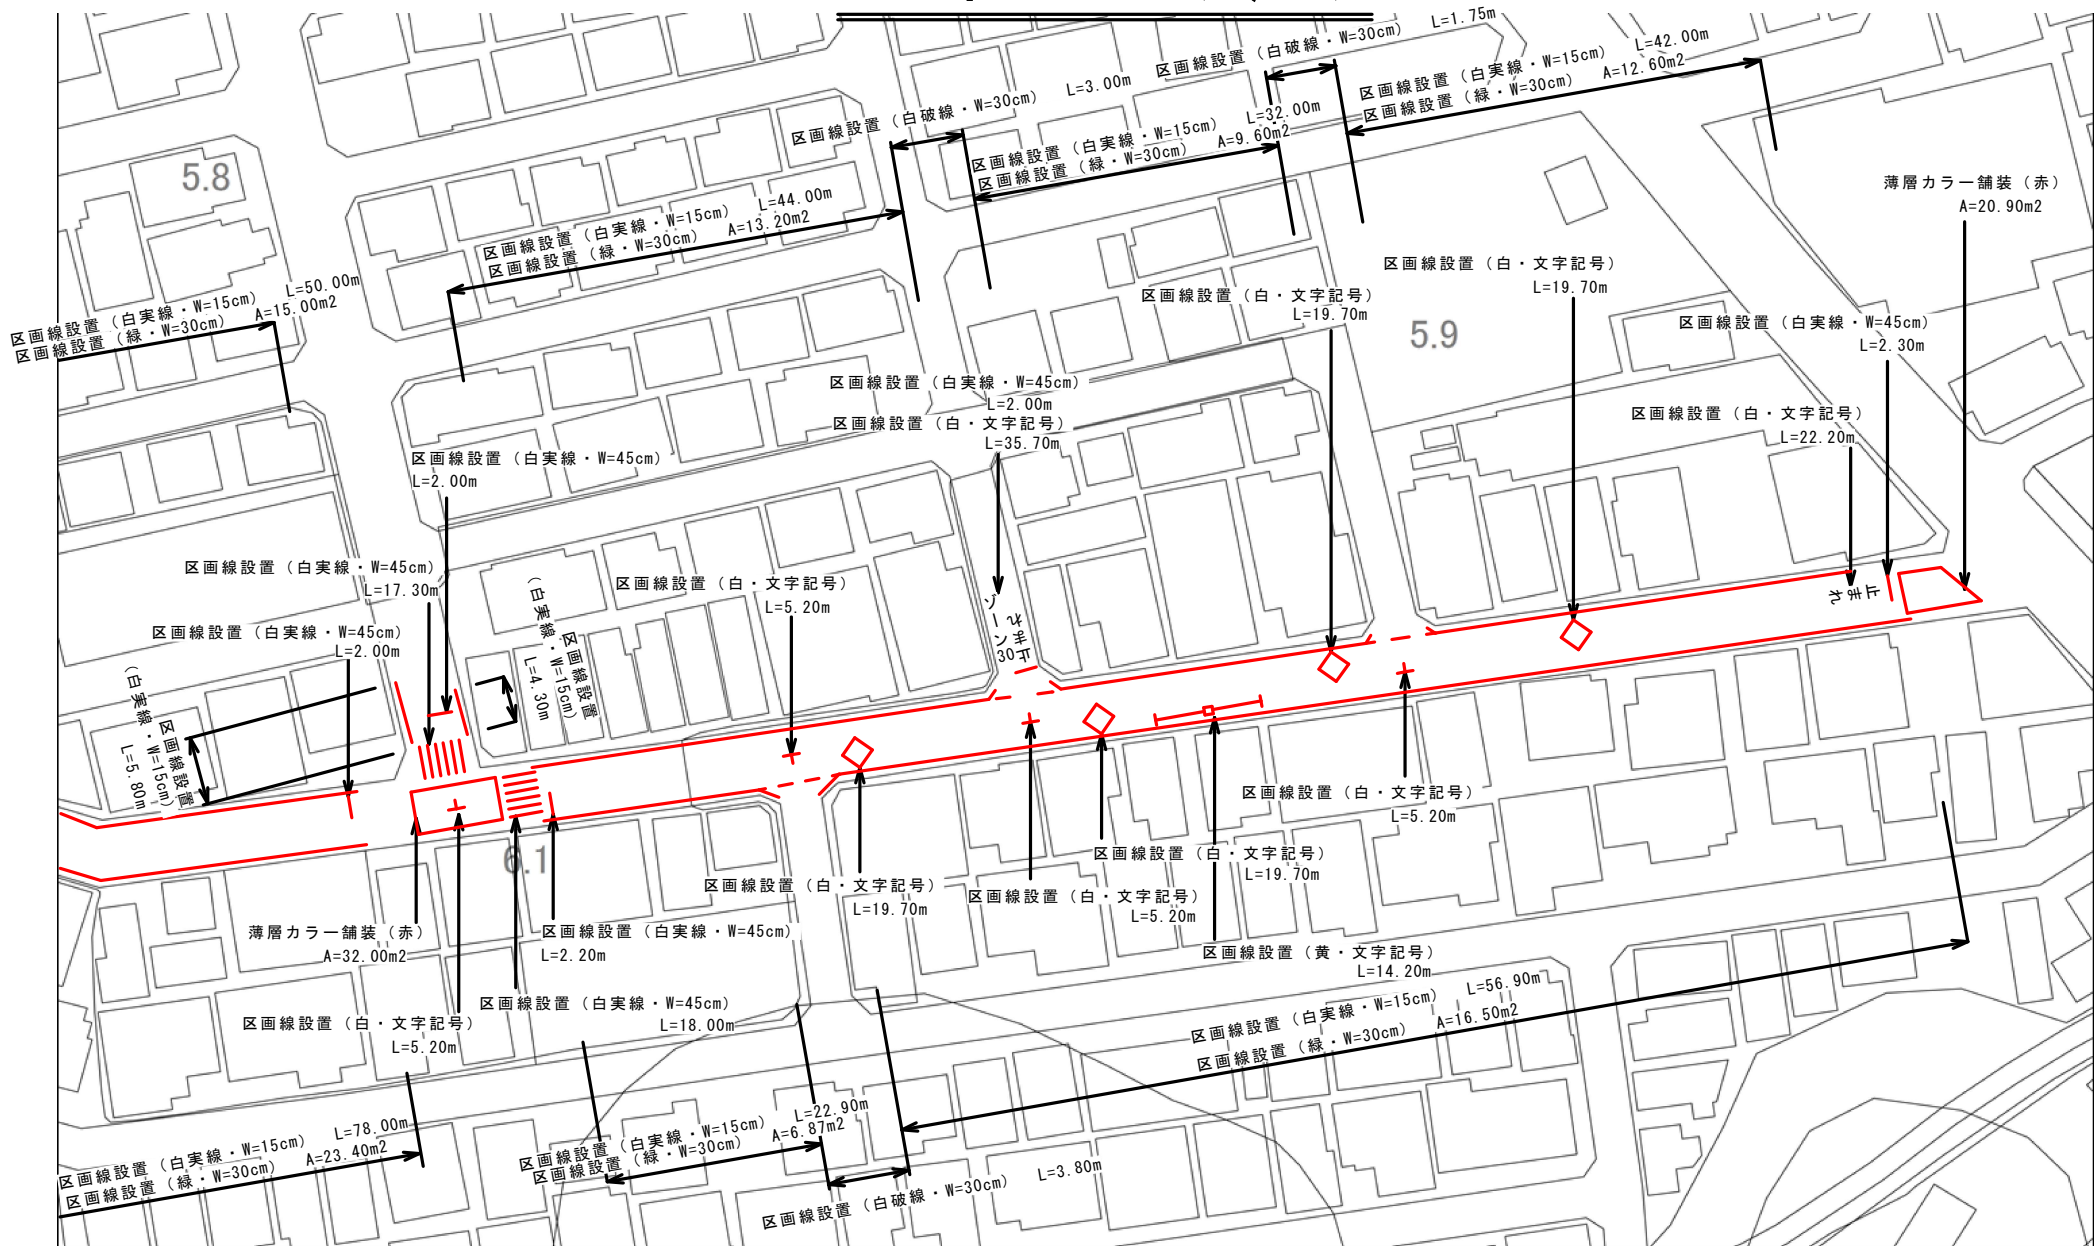 区画線設置（白破線・W=30cm） L=1.75m
区画線設置（白実線・W=15cm） L=42.00m
区画線設置（緑・W=30cm） A=12.60m2
区画線設置（白破線・W=30cm） L=3.00m
区画線設置（白実線・W=15cm） L=32.00m
区画線設置（緑・W=30cm） A=9.60m2
5.8
薄層カラー舗装（赤）
A=20.90m2
区画線設置（白実線・W=15cm） L=44.00m
区画線設置（緑・W=30cm） A=13.20m2
区画線設置（白・文字記号）
L=19.70m
区画線設置（白・文字記号）
L=19.70m
区画線設置（白実線・W=15cm） L=50.00m
区画線設置（緑・W=30cm） A=15.00m2
5.9
区画線設置（白実線・W=45cm）
L=2.30m
区画線設置（白実線・W=45cm）
L=2.00m
区画線設置（白・文字記号）
L=35.70m
区画線設置（白・文字記号）
L=22.20m
区画線設置（白実線・W=45cm）
L=2.00m
区画線設置（白実線・W=45cm）
L=17.30m
区画線設置（白・文字記号）
L=5.20m
区画線設置
（白実線・W=15cm）
L=4.30m
ゾーン30
止まれ
止まれ
区画線設置（白実線・W=45cm）
L=2.00m
区画線設置
（白実線・W=15cm）
L=5.80m
区画線設置（白・文字記号）
L=5.20m
6.1
区画線設置（白・文字記号）
L=19.70m
区画線設置（白・文字記号）
L=19.70m
区画線設置（白・文字記号）
L=5.20m
薄層カラー舗装（赤）
A=32.00m2
区画線設置（白実線・W=45cm）
L=2.20m
区画線設置（黄・文字記号）
L=14.20m
区画線設置（白実線・W=45cm）
L=18.00m
区画線設置（白・文字記号）
L=5.20m
区画線設置（白実線・W=15cm） L=56.90m
区画線設置（緑・W=30cm） A=16.50m2
区画線設置（白実線・W=15cm） L=78.00m
区画線設置（緑・W=30cm） A=23.40m2
区画線設置（白実線・W=15cm） L=22.90m
区画線設置（緑・W=30cm） A=6.87m2
区画線設置（白破線・W=30cm） L=3.80m